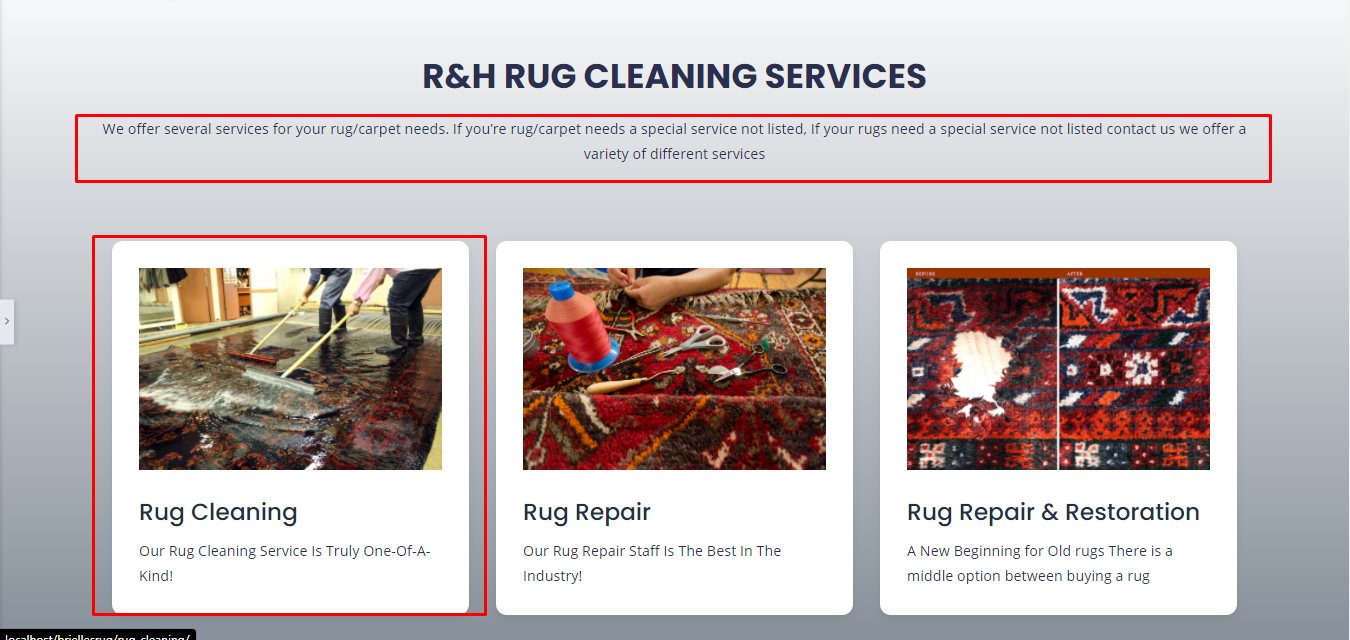 R&H RUG CLEANING SERVICES
We offer several services for your rug/carpet needs. If you’re rug/carpet needs a special service not listed, If your rugs need a special service not listed contact us we offer a
variety of different services
BEFORE
AFTER
Rug Cleaning
Our Rug Cleaning Service Is Truly One-Of-A-
Kind!
Rug Repair
Our Rug Repair Staff Is The Best In The
Industry!
Rug Repair & Restoration
A New Beginning for Old rugs There is a
middle option between buying a rug
localhost/briellesrug/rug-cleaning/